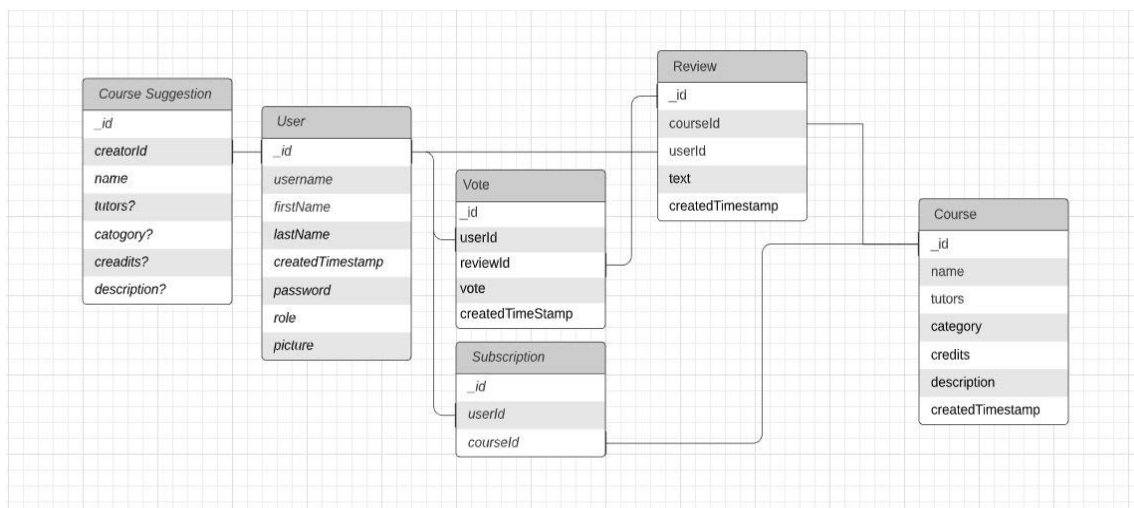 Course Suggestion
_id
creatorId
name
tutors?
catogory?
creadits?
description?
User
_id
username
firstName
lastName
createdTimestamp
password
role
picture
Vote
_id
userId
reviewId
vote
createdTimeStamp
Subscription
_id
userId
courseId
Review
_id
courseId
userId
text
createdTimestamp
Course
_id
name
tutors
category
credits
description
createdTimestamp